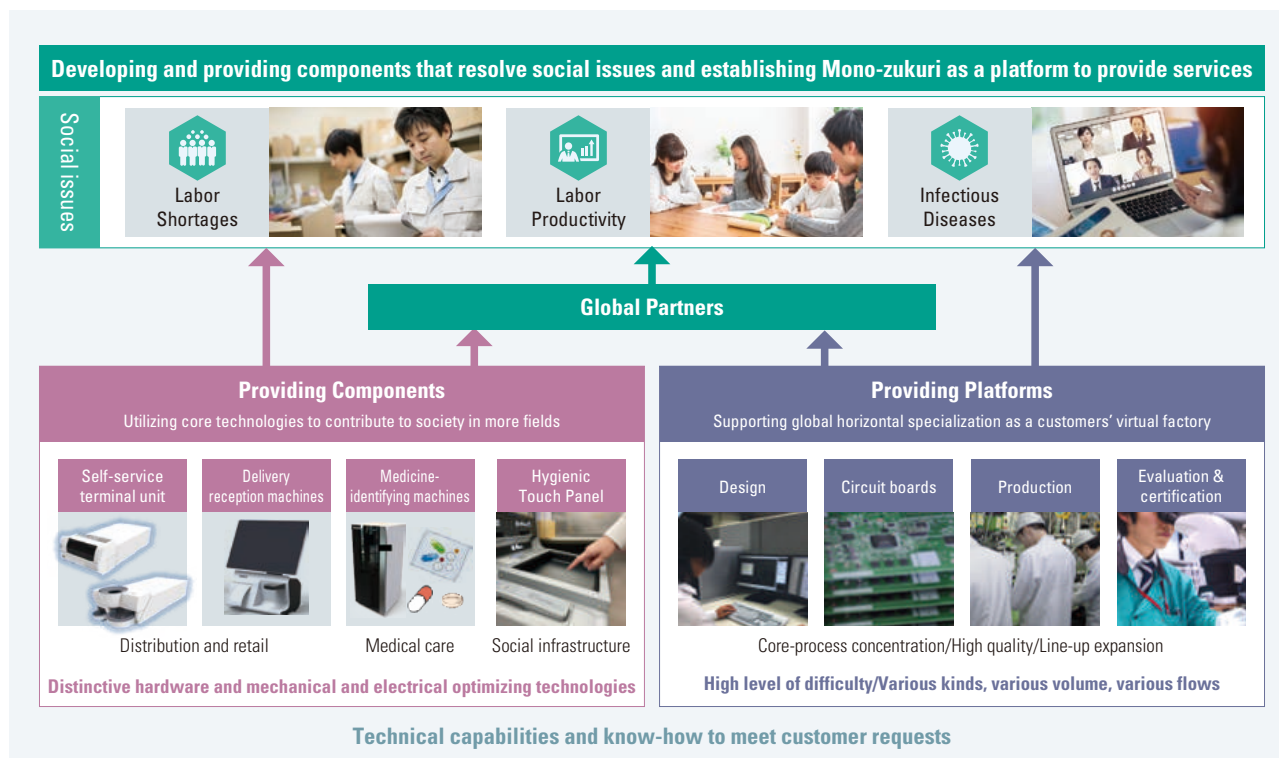 Developing and providing components that resolve social issues and establishing Mono-zukuri as a platform to provide services
Social issues
Labor
Shortages
Labor
Productivity
Infectious
Diseases
Global Partners
Providing Components
Utilizing core technologies to contribute to society in more fields
Self-service
terminal unit
Delivery
reception machines
Medicine-
identifying machines
Hygienic
Touch Panel
Distribution and retail
Medical care
Social infrastructure
Distinctive hardware and mechanical and electrical optimizing technologies
Providing Platforms
Supporting global horizontal specialization as a customers’ virtual factory
Design
Circuit boards
Production
Evaluation &
certification
Core-process concentration/High quality/Line-up expansion
High level of difficulty/Various kinds, various volume, various flows
Technical capabilities and know-how to meet customer requests